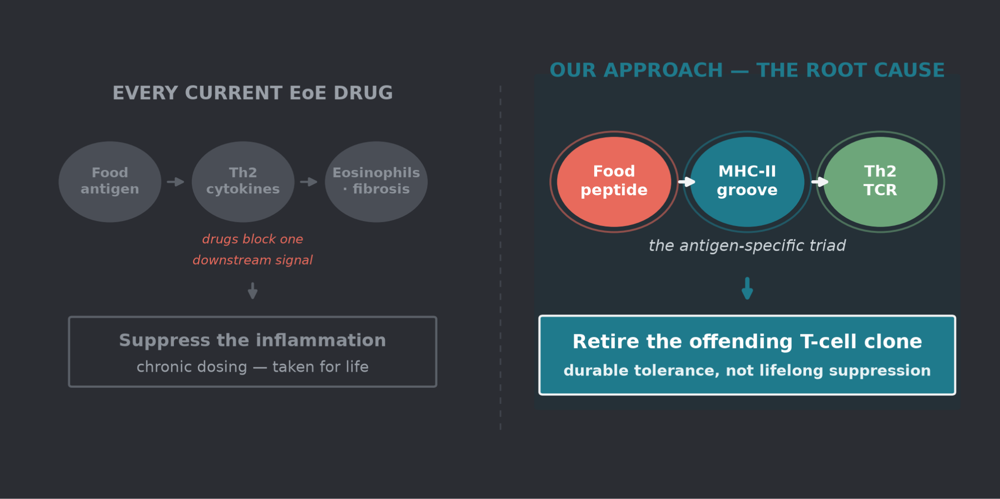 EVERY CURRENT EoE DRUG
Food
antigen
Th2
cytokines
Eosinophils
· fibrosis
drugs block one
downstream signal
Suppress the inflammation
chronic dosing — taken for life
OUR APPROACH — THE ROOT CAUSE
Food
peptide
MHC-II
groove
Th2
TCR
the antigen-specific triad
Retire the offending T-cell clone
durable tolerance, not lifelong suppression